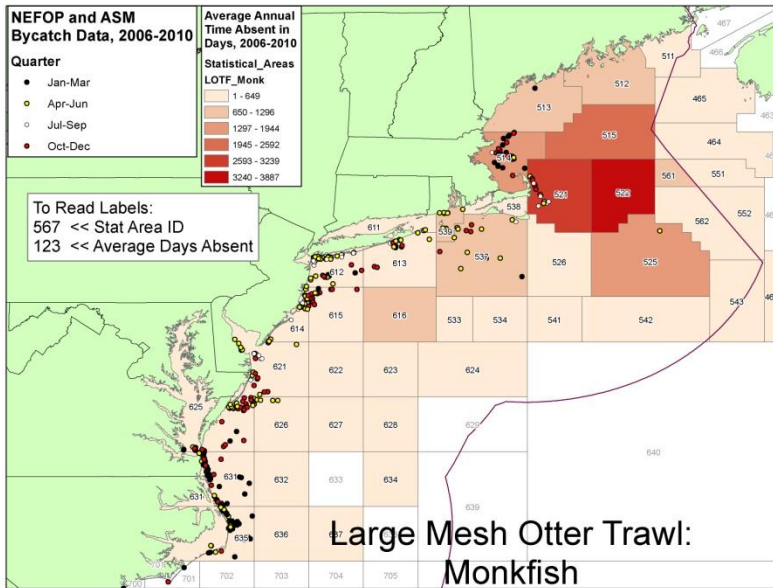 NEFOP and ASM
Bycatch Data, 2006-2010
Quarter
Jan-Mar
Apr-Jun
Jul-Sep
Oct-Dec
Average Annual
Time Absent in
Days, 2006-2010
Statistical_Areas
LOTF_Monk
1 - 649
650 - 1296
1297 - 1944
1945 - 2592
2593 - 3239
3240 - 3887
To Read Labels:
567 << Stat Area ID
123 << Average Days Absent
467
466
511
512
465
513
515
464
514
551
561
521
522
552
538
562
611
539
537
526
525
613
612
543
614
615
616
533
534
541
542
621
622
623
624
625
626
627
628
629
640
631
632
633
634
631
639
635
636
637
700
701
702
703
704
705
Large Mesh Otter Trawl:
Monkfish